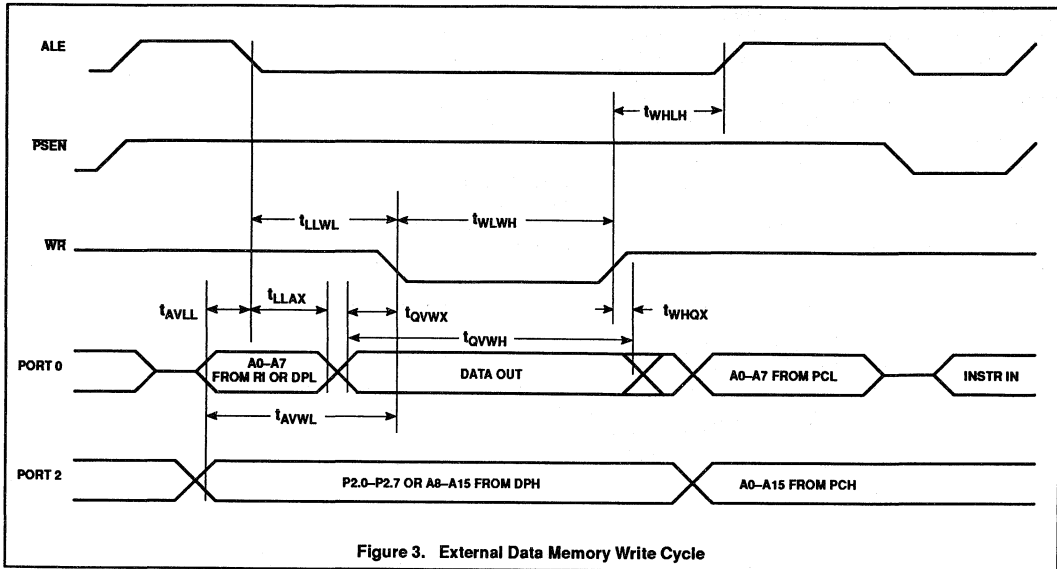 ALE
tWHLH
PSEN
tLLWL
tWLWH
WR
tAVLL
tLLAX
tQVWX
tWHQX
tQVWH
PORT 0
A0–A7
FROM RI OR DPL
DATA OUT
A0–A7 FROM PCL
INSTR IN
tAVWL
PORT 2
P2.0–P2.7 OR A8–A15 FROM DPH
A0–A15 FROM PCH
Figure 3. External Data Memory Write Cycle